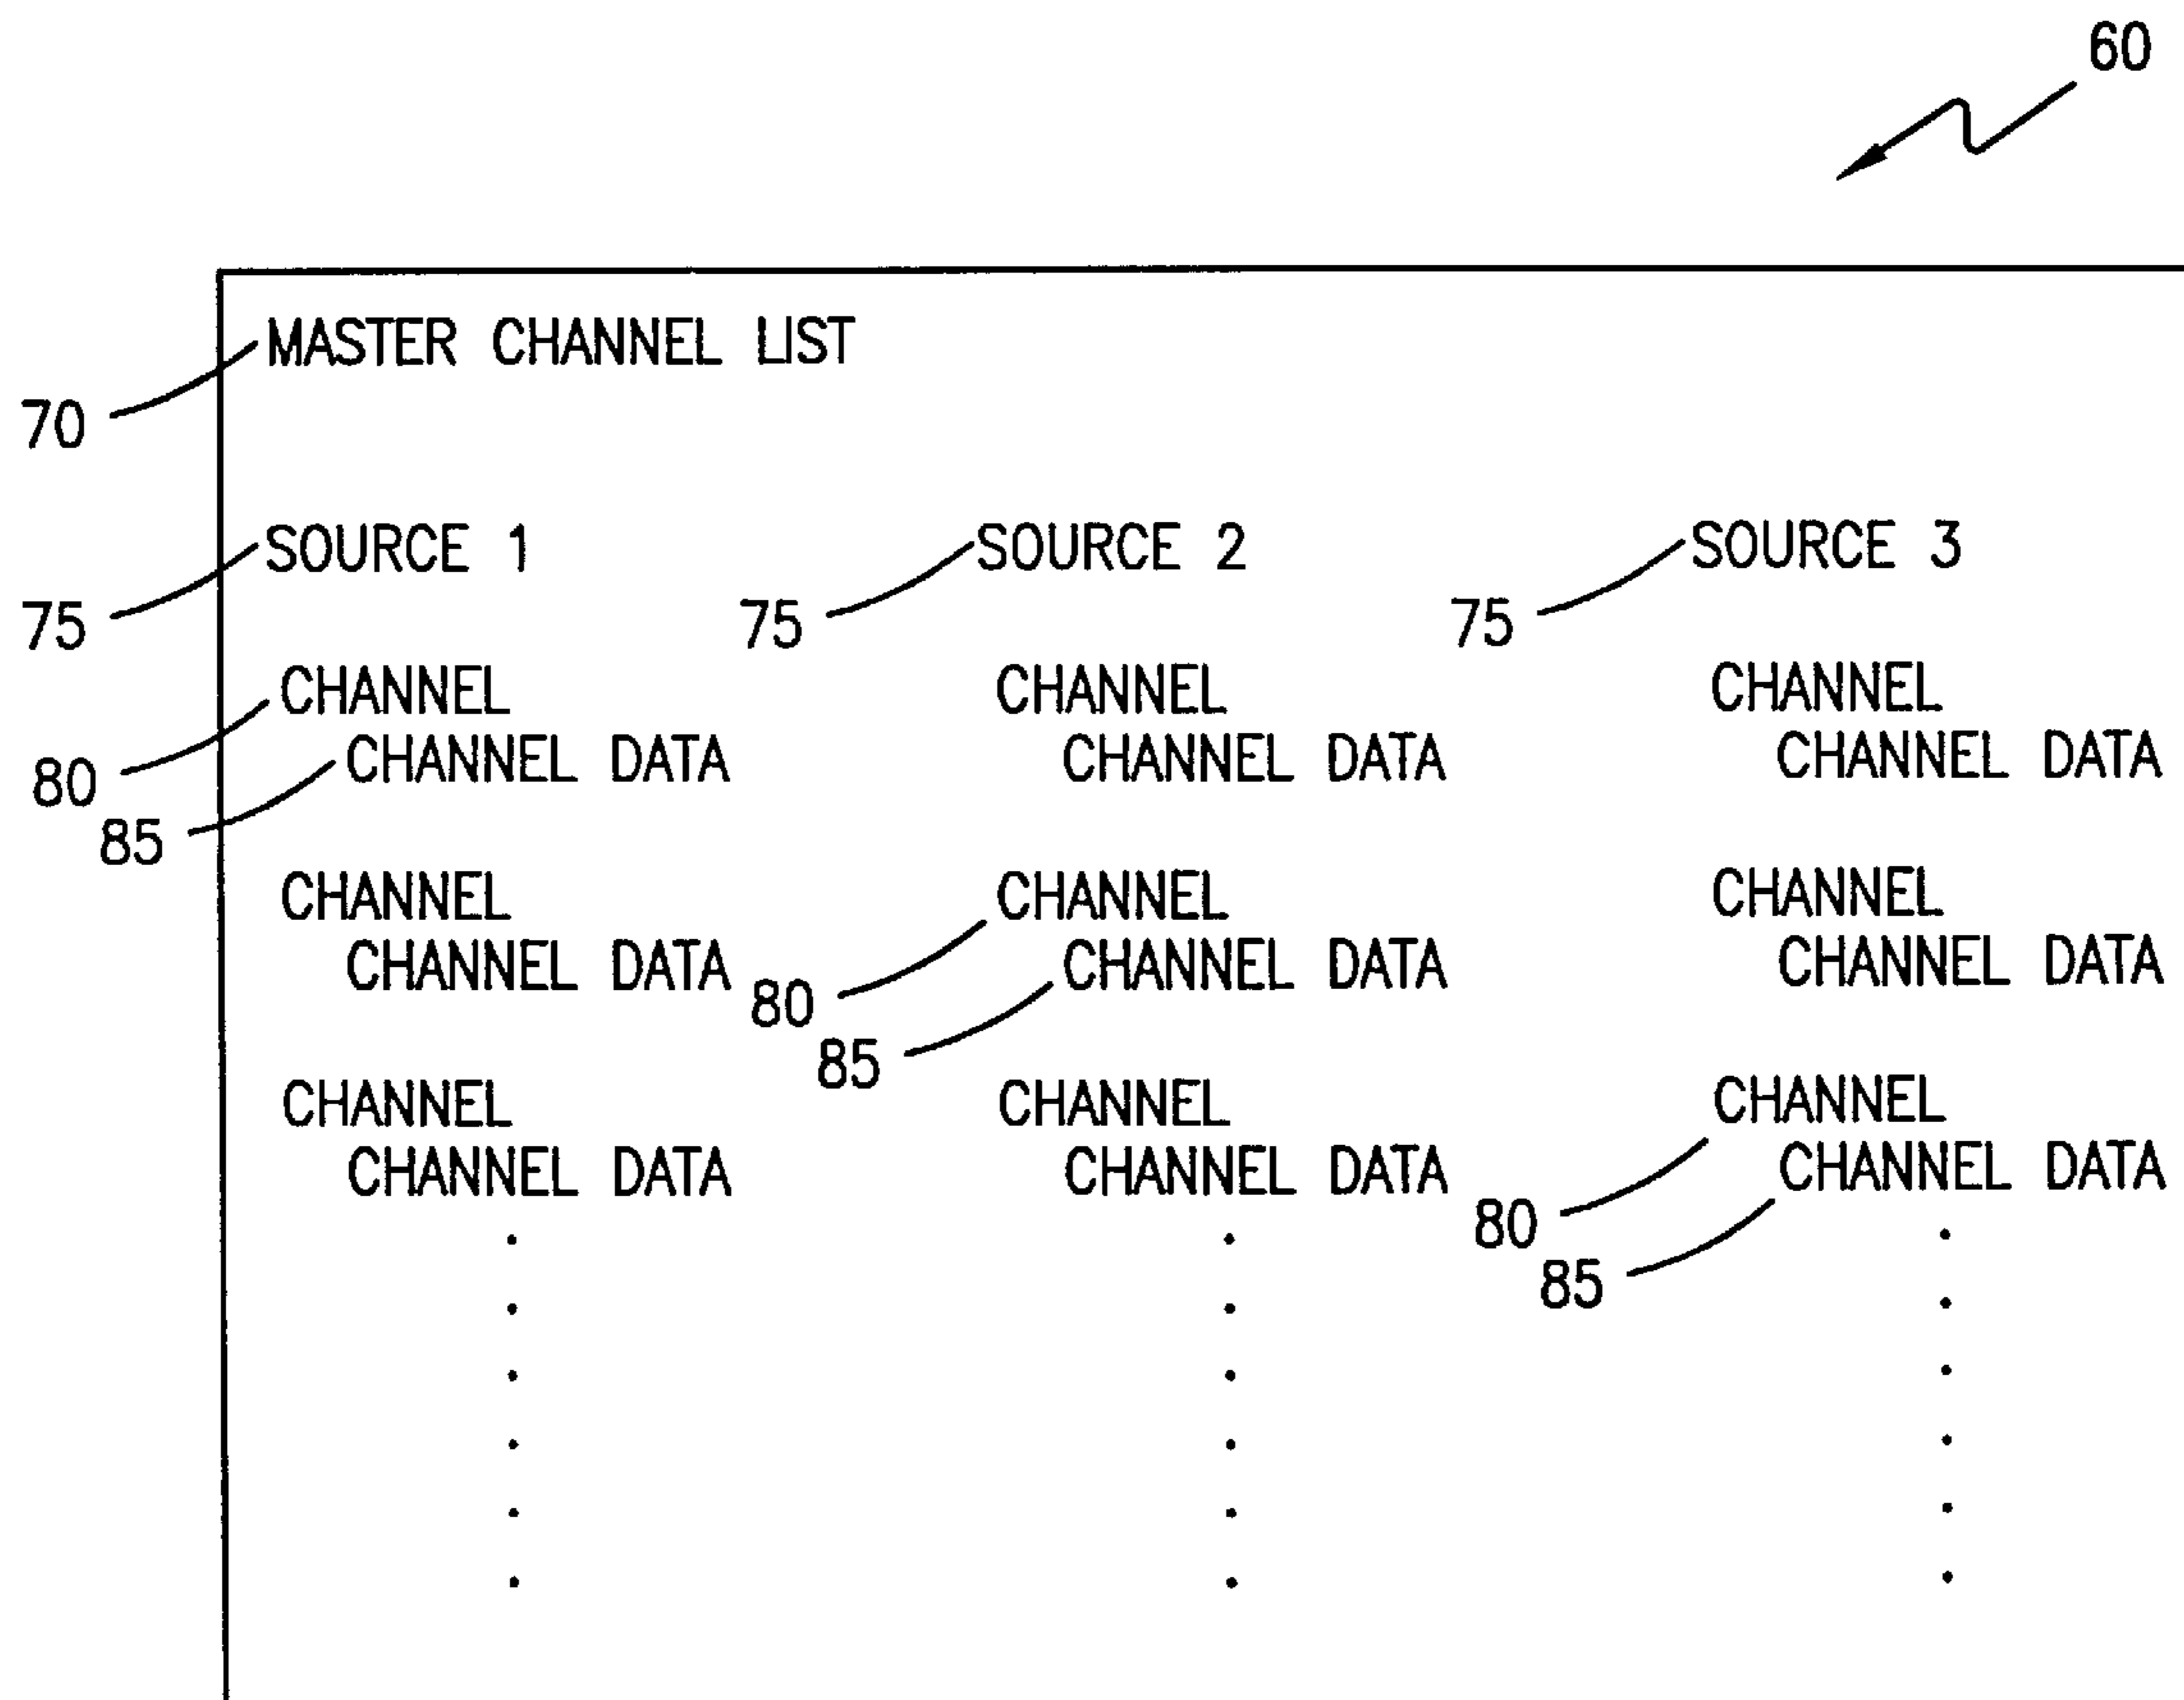 60
MASTER CHANNEL LIST
70
SOURCE 1 SOURCE 2 SOURCE 3
75 75 75
CHANNEL CHANNEL CHANNEL
CHANNEL DATA CHANNEL DATA CHANNEL DATA
80
85
CHANNEL CHANNEL CHANNEL
CHANNEL DATA CHANNEL DATA CHANNEL DATA
80
85
CHANNEL CHANNEL CHANNEL
CHANNEL DATA CHANNEL DATA CHANNEL DATA
80
85